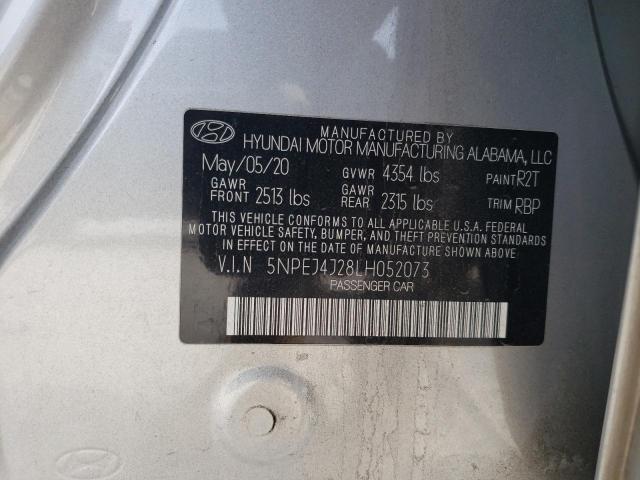 MANUFACTURED BY
HYUNDAI MOTOR MANUFACTURING ALABAMA, LLC
May/05/20 GVWR 4354 lbs PAINT R2T
GAWR FRONT 2513 lbs GAWR REAR 2315 lbs TRIM RBP
THIS VEHICLE CONFORMS TO ALL APPLICABLE U.S.A. FEDERAL
MOTOR VEHICLE SAFETY, BUMPER, AND THEFT PREVENTION STANDARDS
IN EFFECT ON THE DATE OF MANUFACTURE SHOWN ABOVE
V.I.N 5NPEJ4J28LH052073
PASSENGER CAR